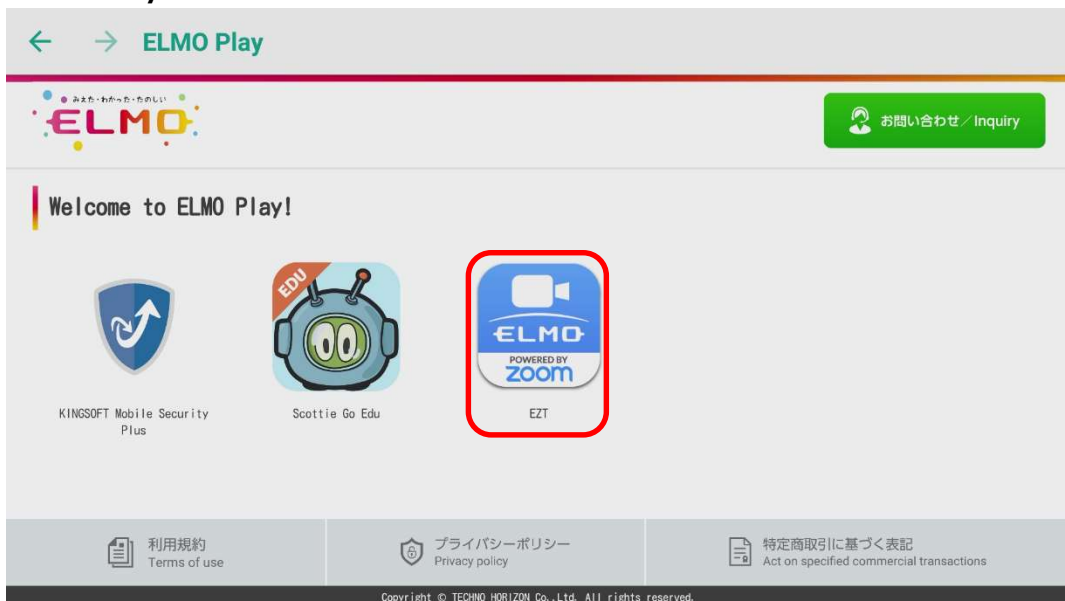 ELMO Play
みえた・わかった・たのしい
ELMO
お問い合わせ／Inquiry
Welcome to ELMO Play!
EDU
ELMO
POWERED BY
zoom
KINGSOFT Mobile Security
Plus
Scottie Go Edu
EZT
利用規約
Terms of use
プライバシーポリシー
Privacy policy
特定商取引に基づく表記
Act on specified commercial transactions
Copyright © TECHNO HORIZON Co.,Ltd. All rights reserved.